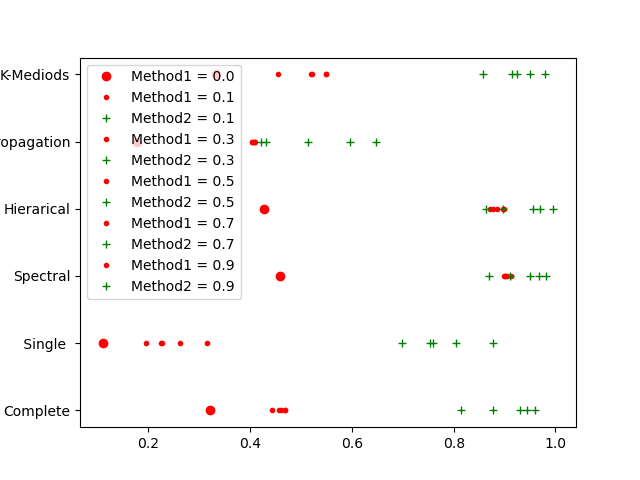 K-Mediods
opagation
Hierarical
Spectral
Single
Complete
Method1 = 0.0
Method1 = 0.1
Method2 = 0.1
Method1 = 0.3
Method2 = 0.3
Method1 = 0.5
Method2 = 0.5
Method1 = 0.7
Method2 = 0.7
Method1 = 0.9
Method2 = 0.9
0.2 0.4 0.6 0.8 1.0